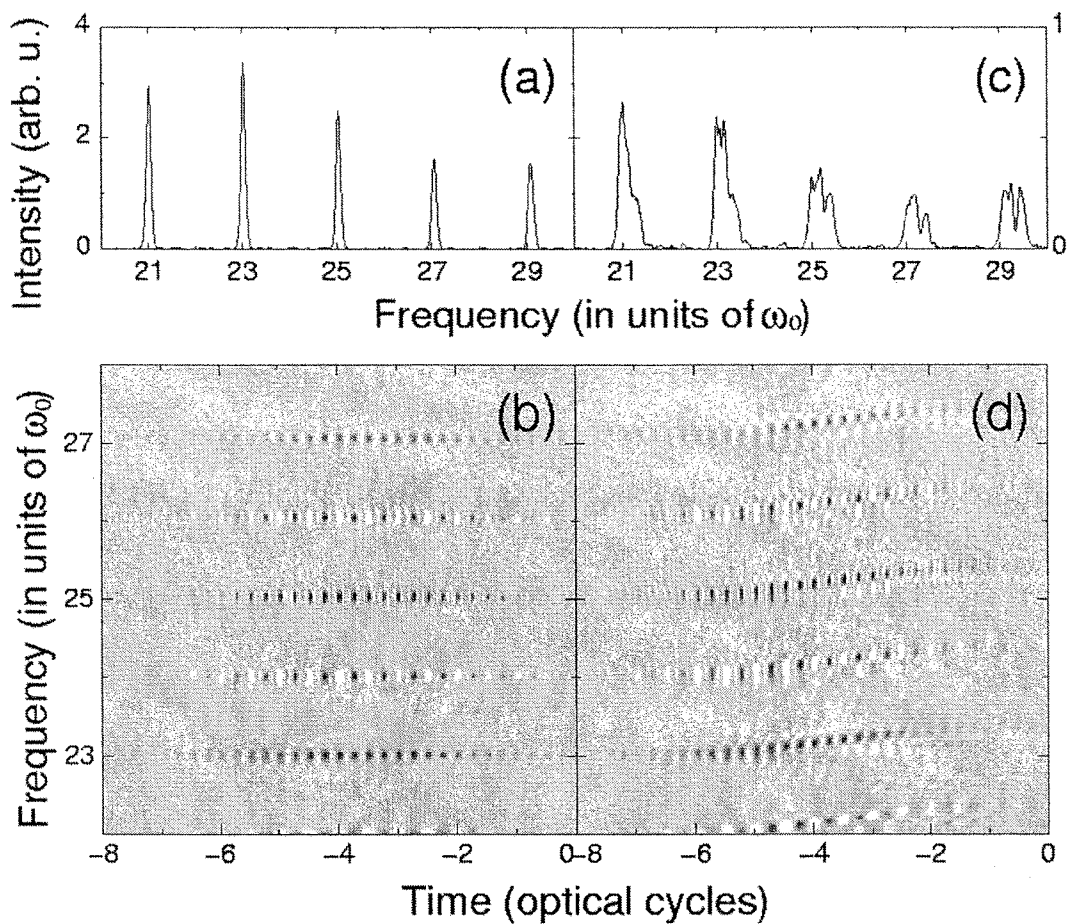 4
2
0
Intensity (arb. u.)
(a)
(c)
1
0
21 23 25 27 29 21 23 25 27 29
Frequency (in units of ω₀)
(b)
(d)
27
25
23
Frequency (in units of ω₀)
−8 −6 −4 −2 0−8 −6 −4 −2 0
Time (optical cycles)